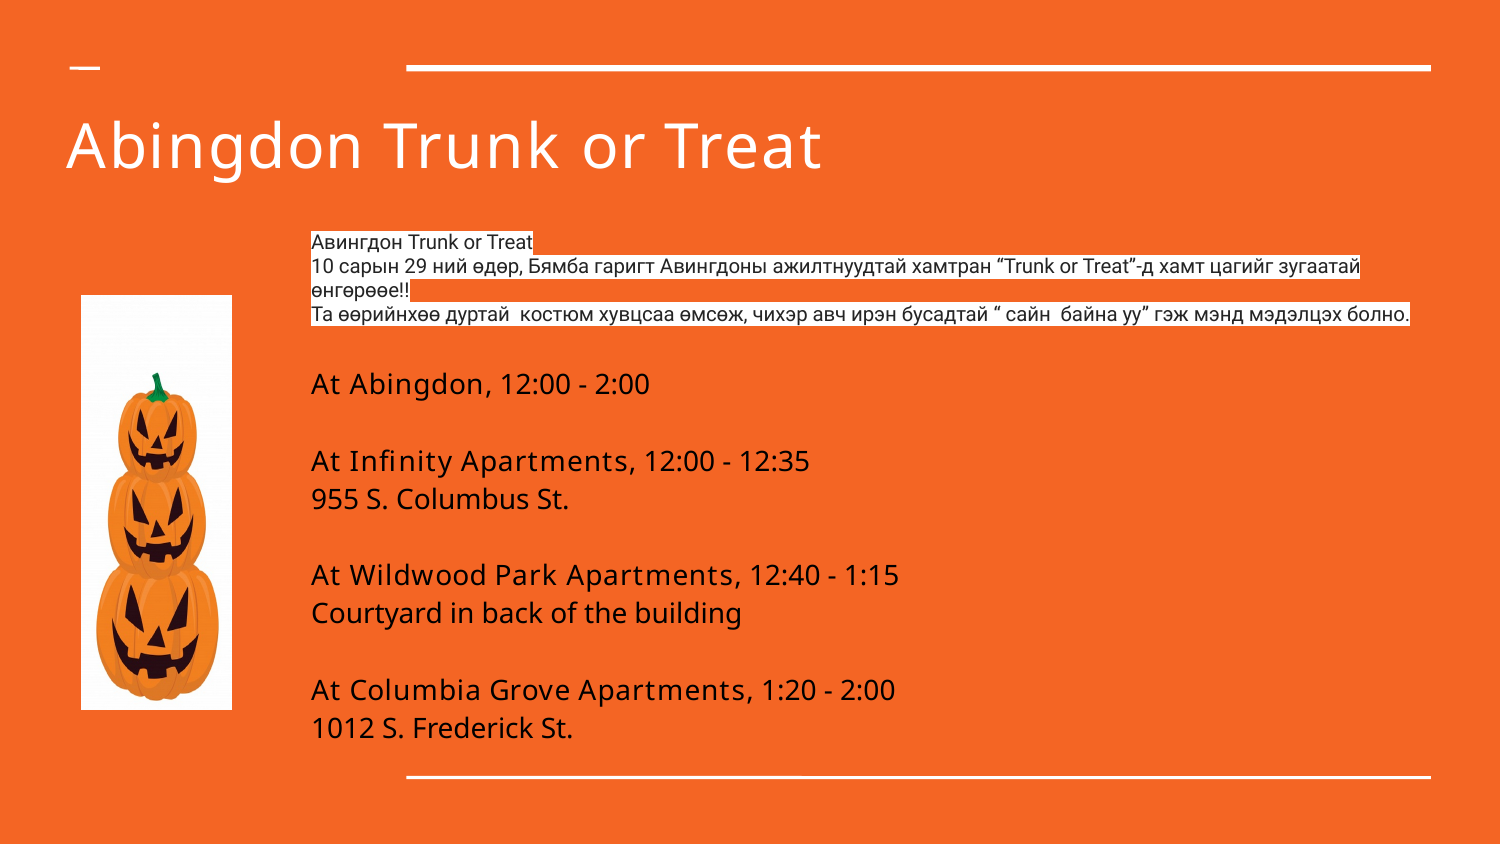 Abingdon Trunk or Treat
Авингдон Trunk or Treat
10 сарын 29 ний өдөр, Бямба гаригт Авингдоны ажилтнуудтай хамтран “Trunk or Treat”-д хамт цагийг зугаатай
өнгөрөөе!!
Та өөрийнхөө дуртай  костюм хувцсаа өмсөж, чихэр авч ирэн бусадтай “ сайн  байна уу” гэж мэнд мэдэлцэх болно.
At Abingdon, 12:00 - 2:00
At Infinity Apartments, 12:00 - 12:35
955 S. Columbus St.
At Wildwood Park Apartments, 12:40 - 1:15
Courtyard in back of the building
At Columbia Grove Apartments, 1:20 - 2:00
1012 S. Frederick St.